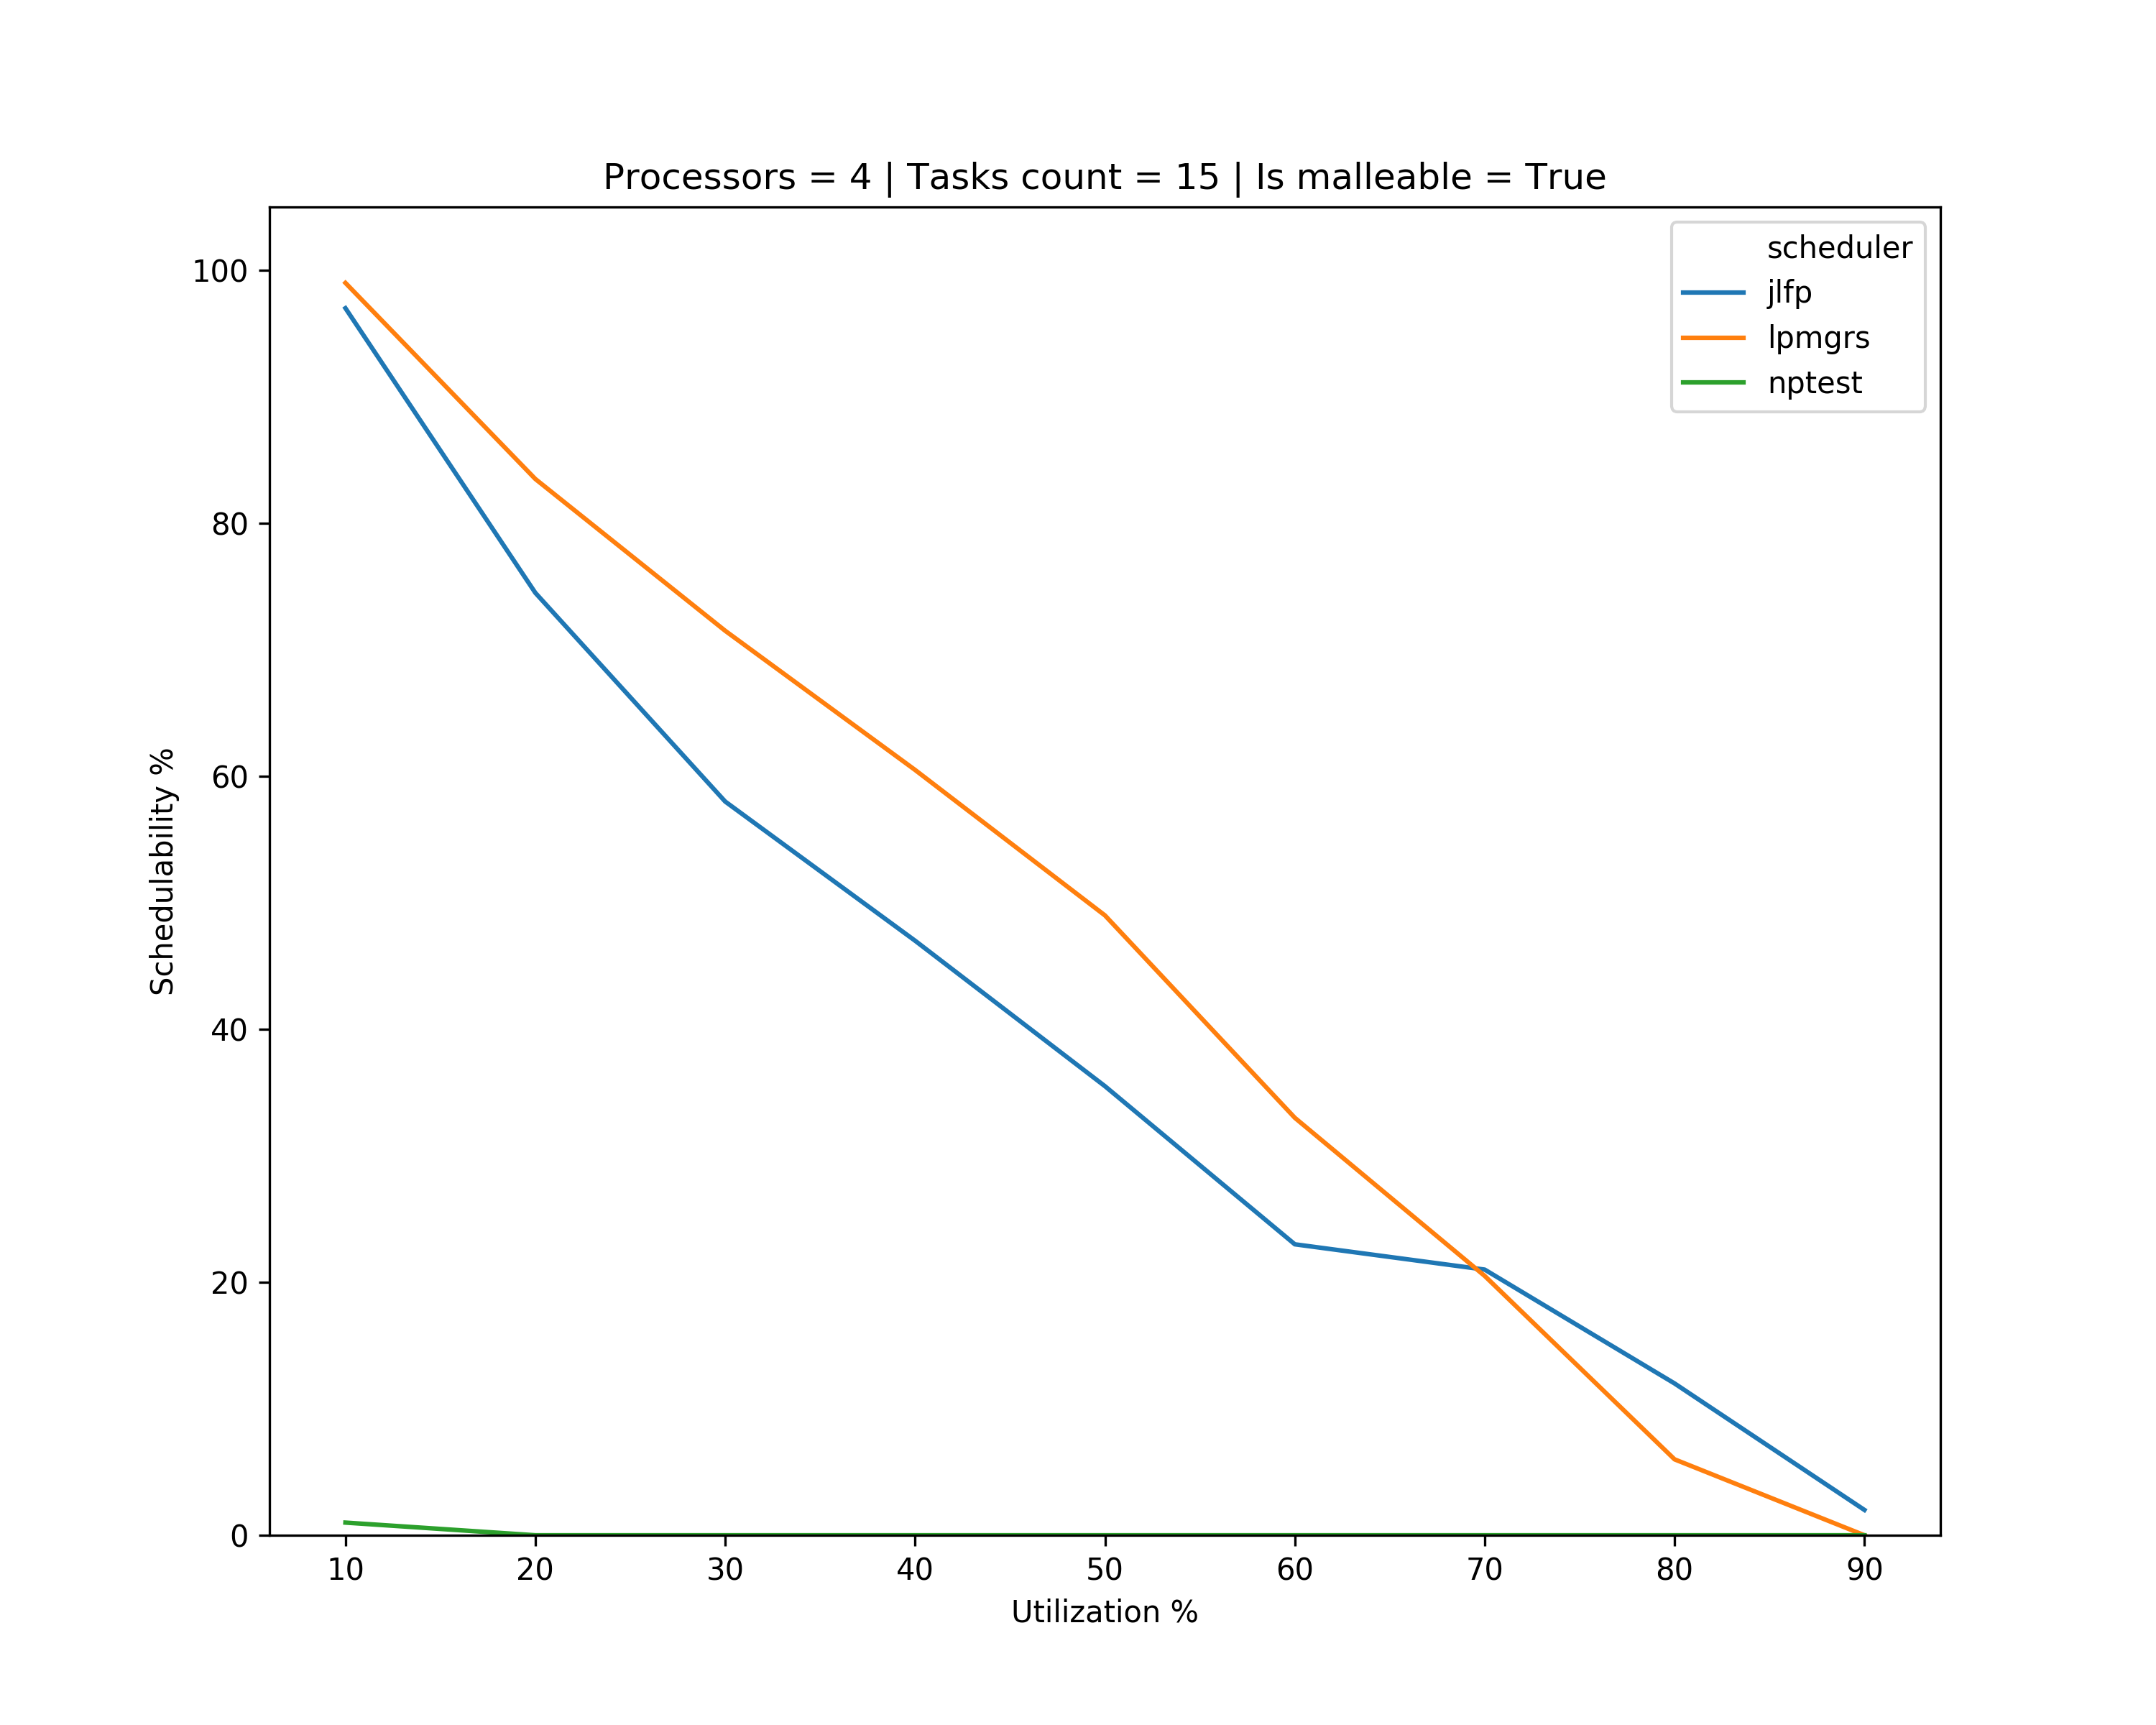 Processors = 4 | Tasks count = 15 | Is malleable = True
scheduler
jlfp
lpmgrs
nptest
Schedulability %
100
80
60
40
20
0
10 20 30 40 50 60 70 80 90
Utilization %